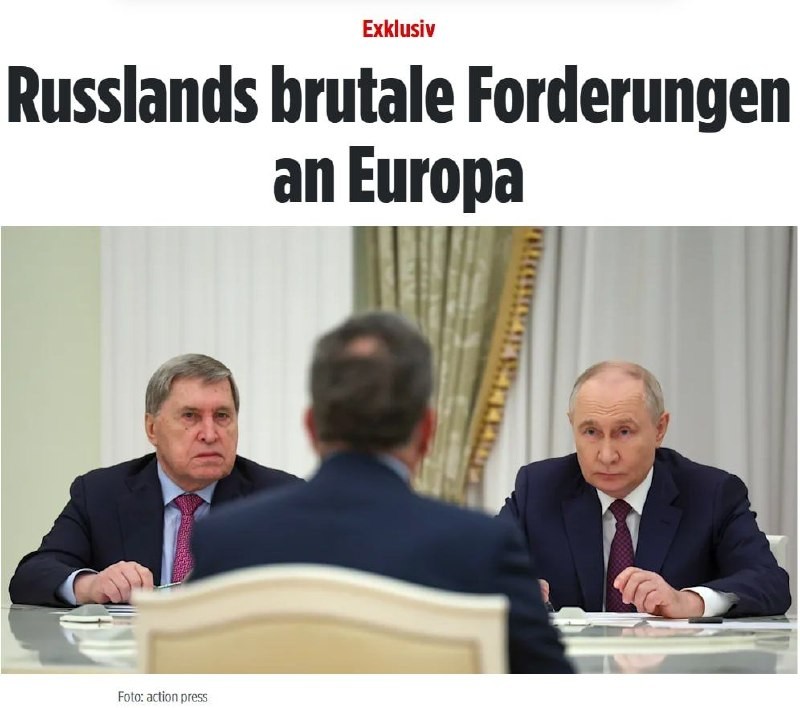 Exklusiv
Russlands brutale Forderungen
an Europa
Foto: action press